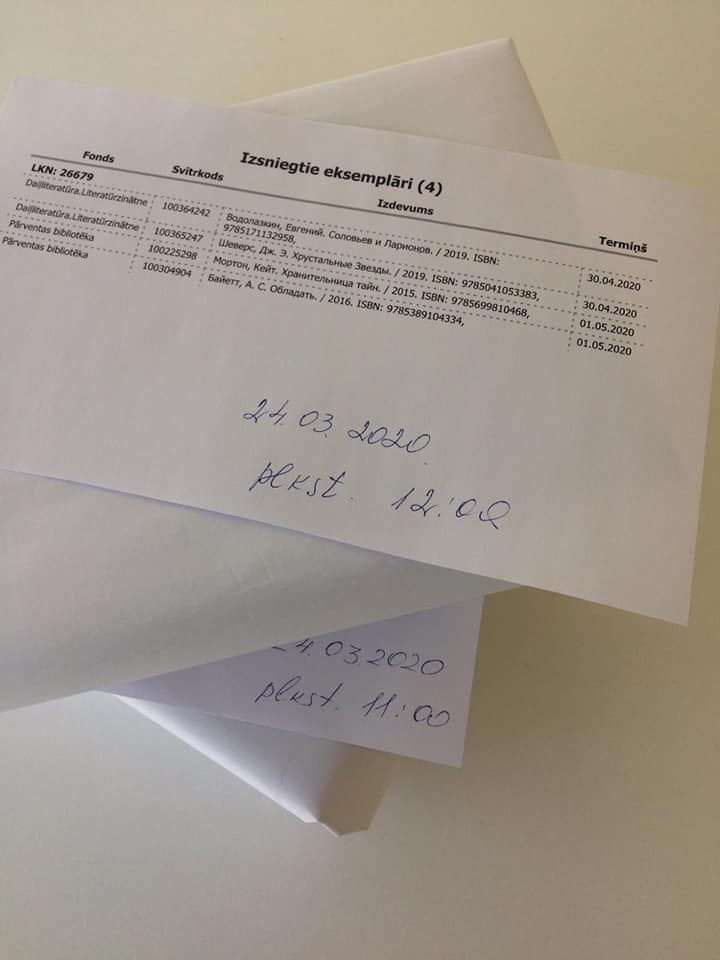 Izsniegtie eksemplāri (4)
Fonds Svītrkods Izdevums Termiņš
LKN: 26679
Daiļliteratūra.Literatūrzinātne 100364242 Водолазкин, Евгений. Соловьев и Ларионов. / 2019. ISBN: 30.04.2020
9785171132958,
Daiļliteratūra.Literatūrzinātne 100365247 Шеверс, Дж. Э. Хрустальные Звезды. / 2019. ISBN: 9785041053383, 30.04.2020
Pārventas bibliotēka 100225298 Мортон, Кейт. Хранительница тайн. / 2015. ISBN: 9785699810468, 01.05.2020
Pārventas bibliotēka 100304904 Байетт, А. С. Обладать. / 2016. ISBN: 9785389104334, 01.05.2020
24.03.2020.
plkst. 12:00
24.03.2020
plkst. 11:00